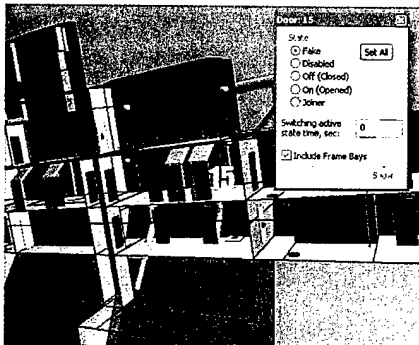 Door: 15
State
Fake
Set All
Disabled
Off (Closed)
On (Opened)
Joiner
Switching active
state time, sec:
0
Include Frame Bays
15